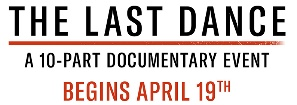 THE LAST DANCE
A 10-PART DOCUMENTARY EVENT
BEGINS APRIL 19TH